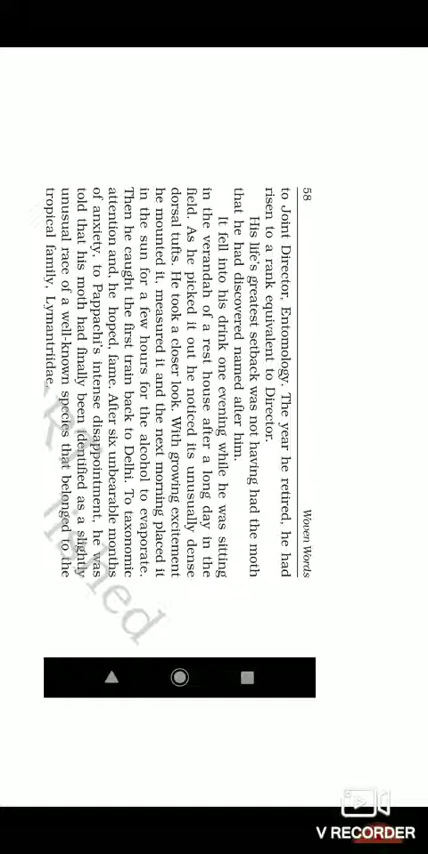 58 Woven Words
to Joint Director, Entomology. The year he retired, he had
risen to a rank equivalent to Director.
His life's greatest setback was not having had the moth
that he had discovered named after him.
It fell into his drink one evening while he was sitting
in the verandah of a rest house after a long day in the
field. As he picked it out he noticed its unusually dense
dorsal tufts. He took a closer look. With growing excitement
he mounted it, measured it and the next morning placed it
in the sun for a few hours for the alcohol to evaporate.
Then he caught the first train back to Delhi. To taxonomic
attention and, he hoped, fame. After six unbearable months
of anxiety, to Pappachi's intense disappointment, he was
told that his moth had finally been identified as a slightly
unusual race of a well-known species that belonged to the
tropical family, Lymantriidae.
V RECORDER